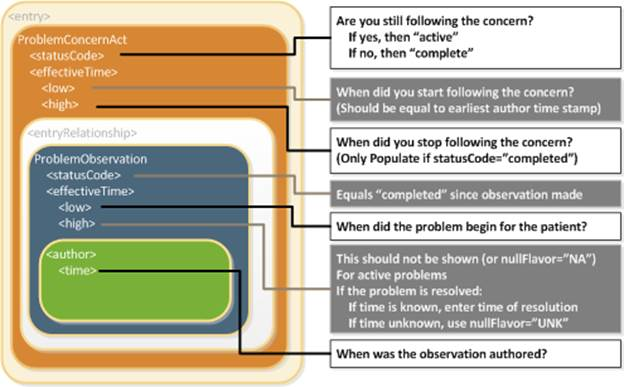 <entry>
ProblemConcernAct
<statusCode>
<effectiveTime>
<low>
<high>
<entryRelationship>
ProblemObservation
<statusCode>
<effectiveTime>
<low>
<high>
<author>
<time>
Are you still following the concern?
If yes, then “active”
If no, then “complete”
When did you start following the concern?
(Should be equal to earliest author time stamp)
When did you stop following the concern?
(Only Populate if statusCode=”completed”)
Equals “completed” since observation made
When did the problem begin for the patient?
This should not be shown (or nullFlavor=”NA”)
For active problems
If the problem is resolved:
If time is known, enter time of resolution
If time unknown, use nullFlavor=”UNK”
When was the observation authored?